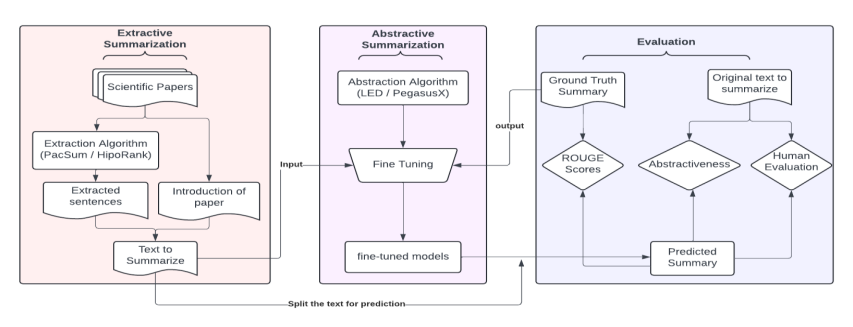 Extractive
Summarization
Scientific Papers
Extraction Algorithm
(PacSum / HipoRank)
Extracted
sentences
Introduction of
paper
Text to
Summarize
Input
Split the text for prediction
Abstractive
Summarization
Abstraction Algorithm
(LED / PegasusX)
Fine Tuning
fine-tuned models
output
Evaluation
Ground Truth
Summary
Original text to
summarize
ROUGE
Scores
Abstractiveness
Human
Evaluation
Predicted
Summary